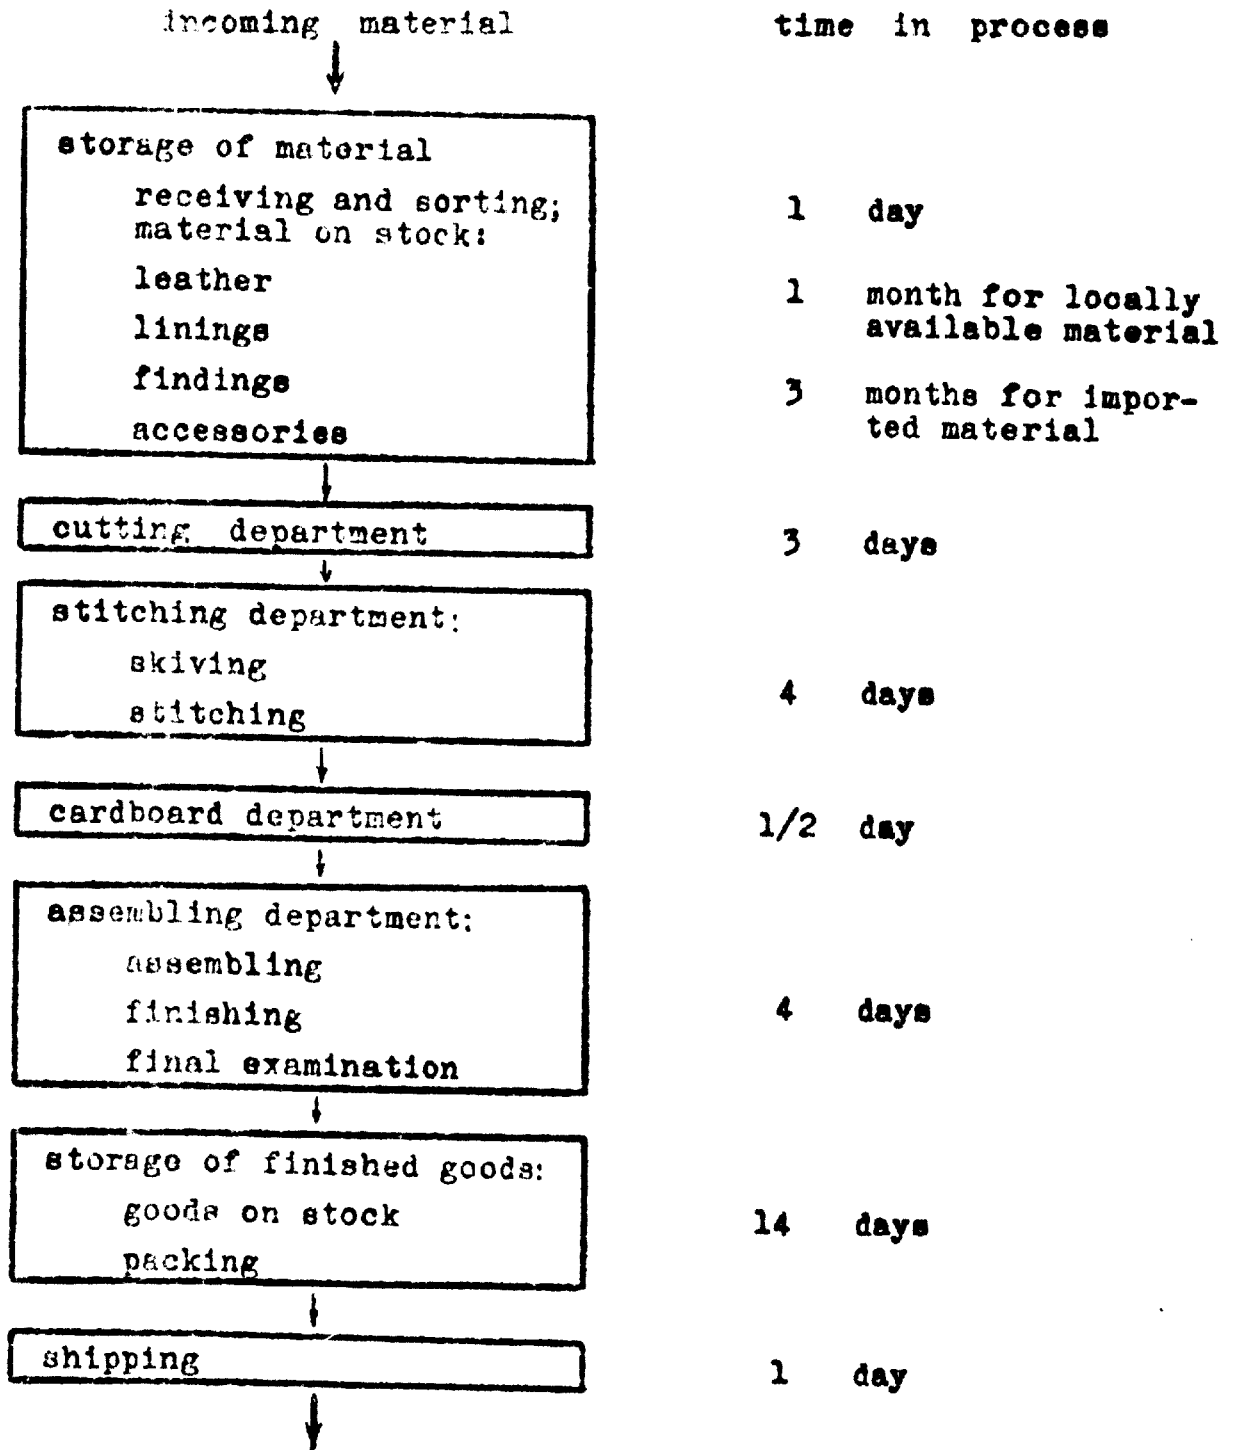 incoming material
time in process
storage of material
receiving and sorting;
material on stock:
1 day
leather
1 month for locally
available material
linings
findings
3 months for impor-
ted material
accessories
cutting department
3 days
stitching department:
skiving
stitching
4 days
cardboard department
1/2 day
assembling department:
assembling
finishing
4 days
final examination
storage of finished goods:
goods on stock
14 days
packing
shipping
1 day